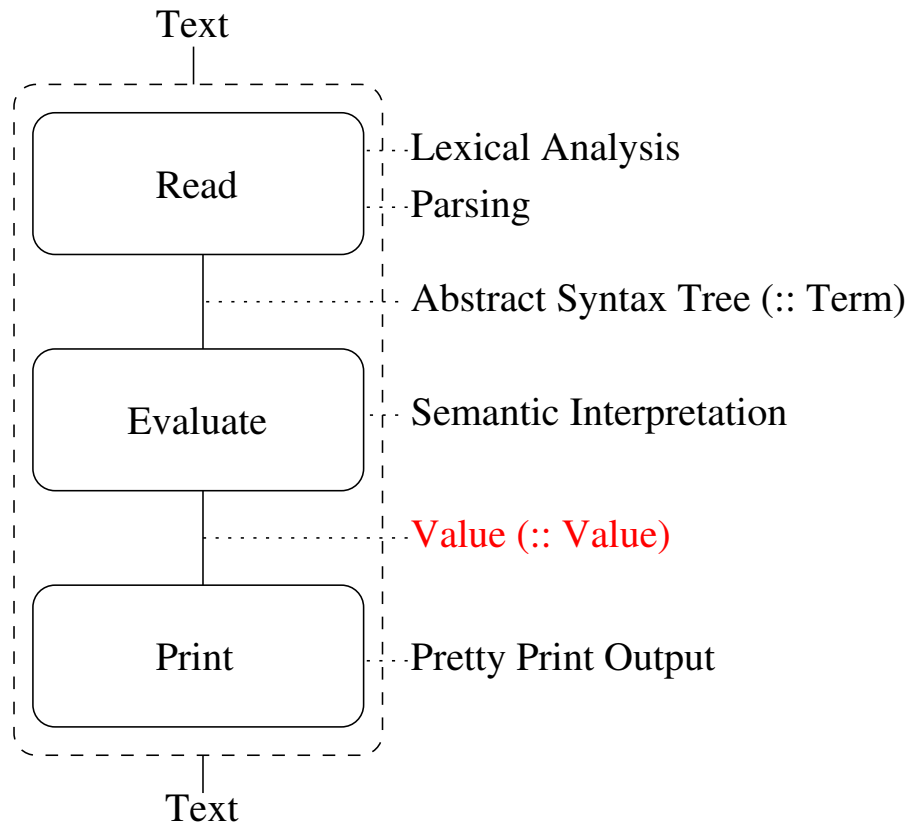 Text
Lexical Analysis
Read
Parsing
Abstract Syntax Tree (:: Term)
Evaluate
Semantic Interpretation
Value (:: Value)
Print
Pretty Print Output
Text